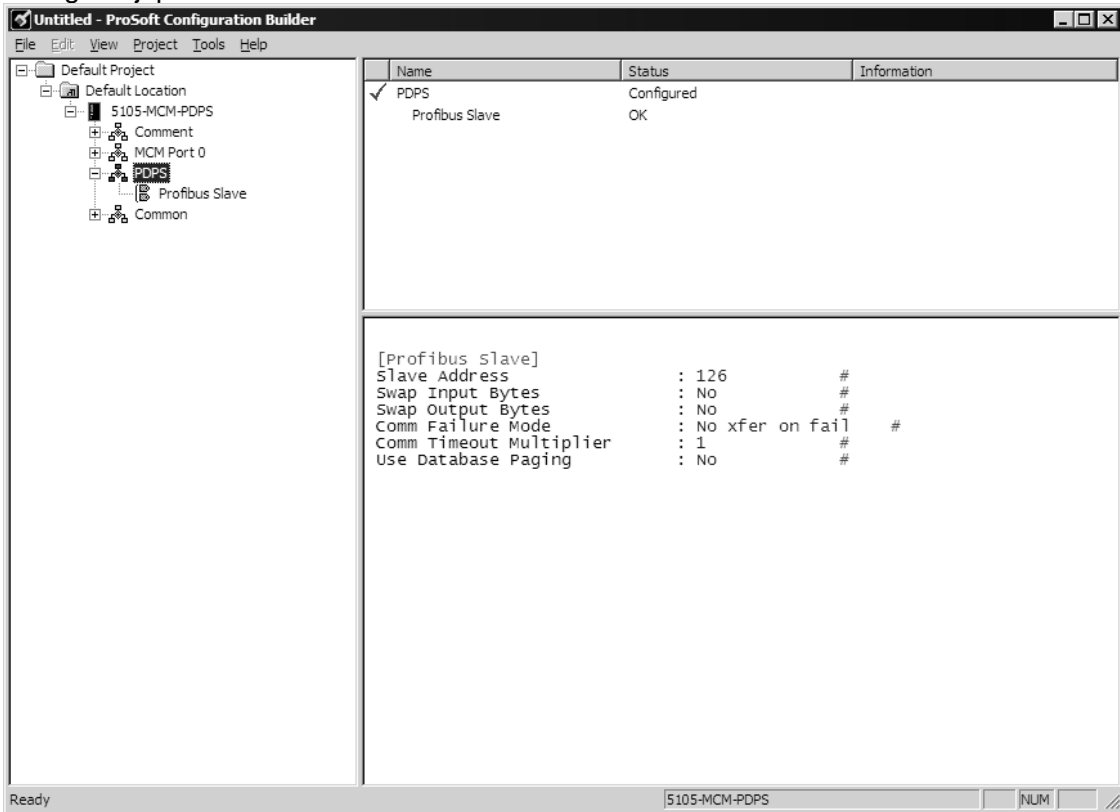 Untitled - ProSoft Configuration Builder
File Edit View Project Tools Help
Default Project
Default Location
5105-MCM-PDPS
Comment
MCM Port 0
PDPS
Profibus Slave
Common
Name Status Information
PDPS Configured
Profibus Slave OK
[Profibus Slave]
Slave Address : 126 #
Swap Input Bytes : No #
Swap Output Bytes : No #
Comm Failure Mode : No xfer on fail #
Comm Timeout Multiplier : 1 #
Use Database Paging : No #
Ready 5105-MCM-PDPS NUM